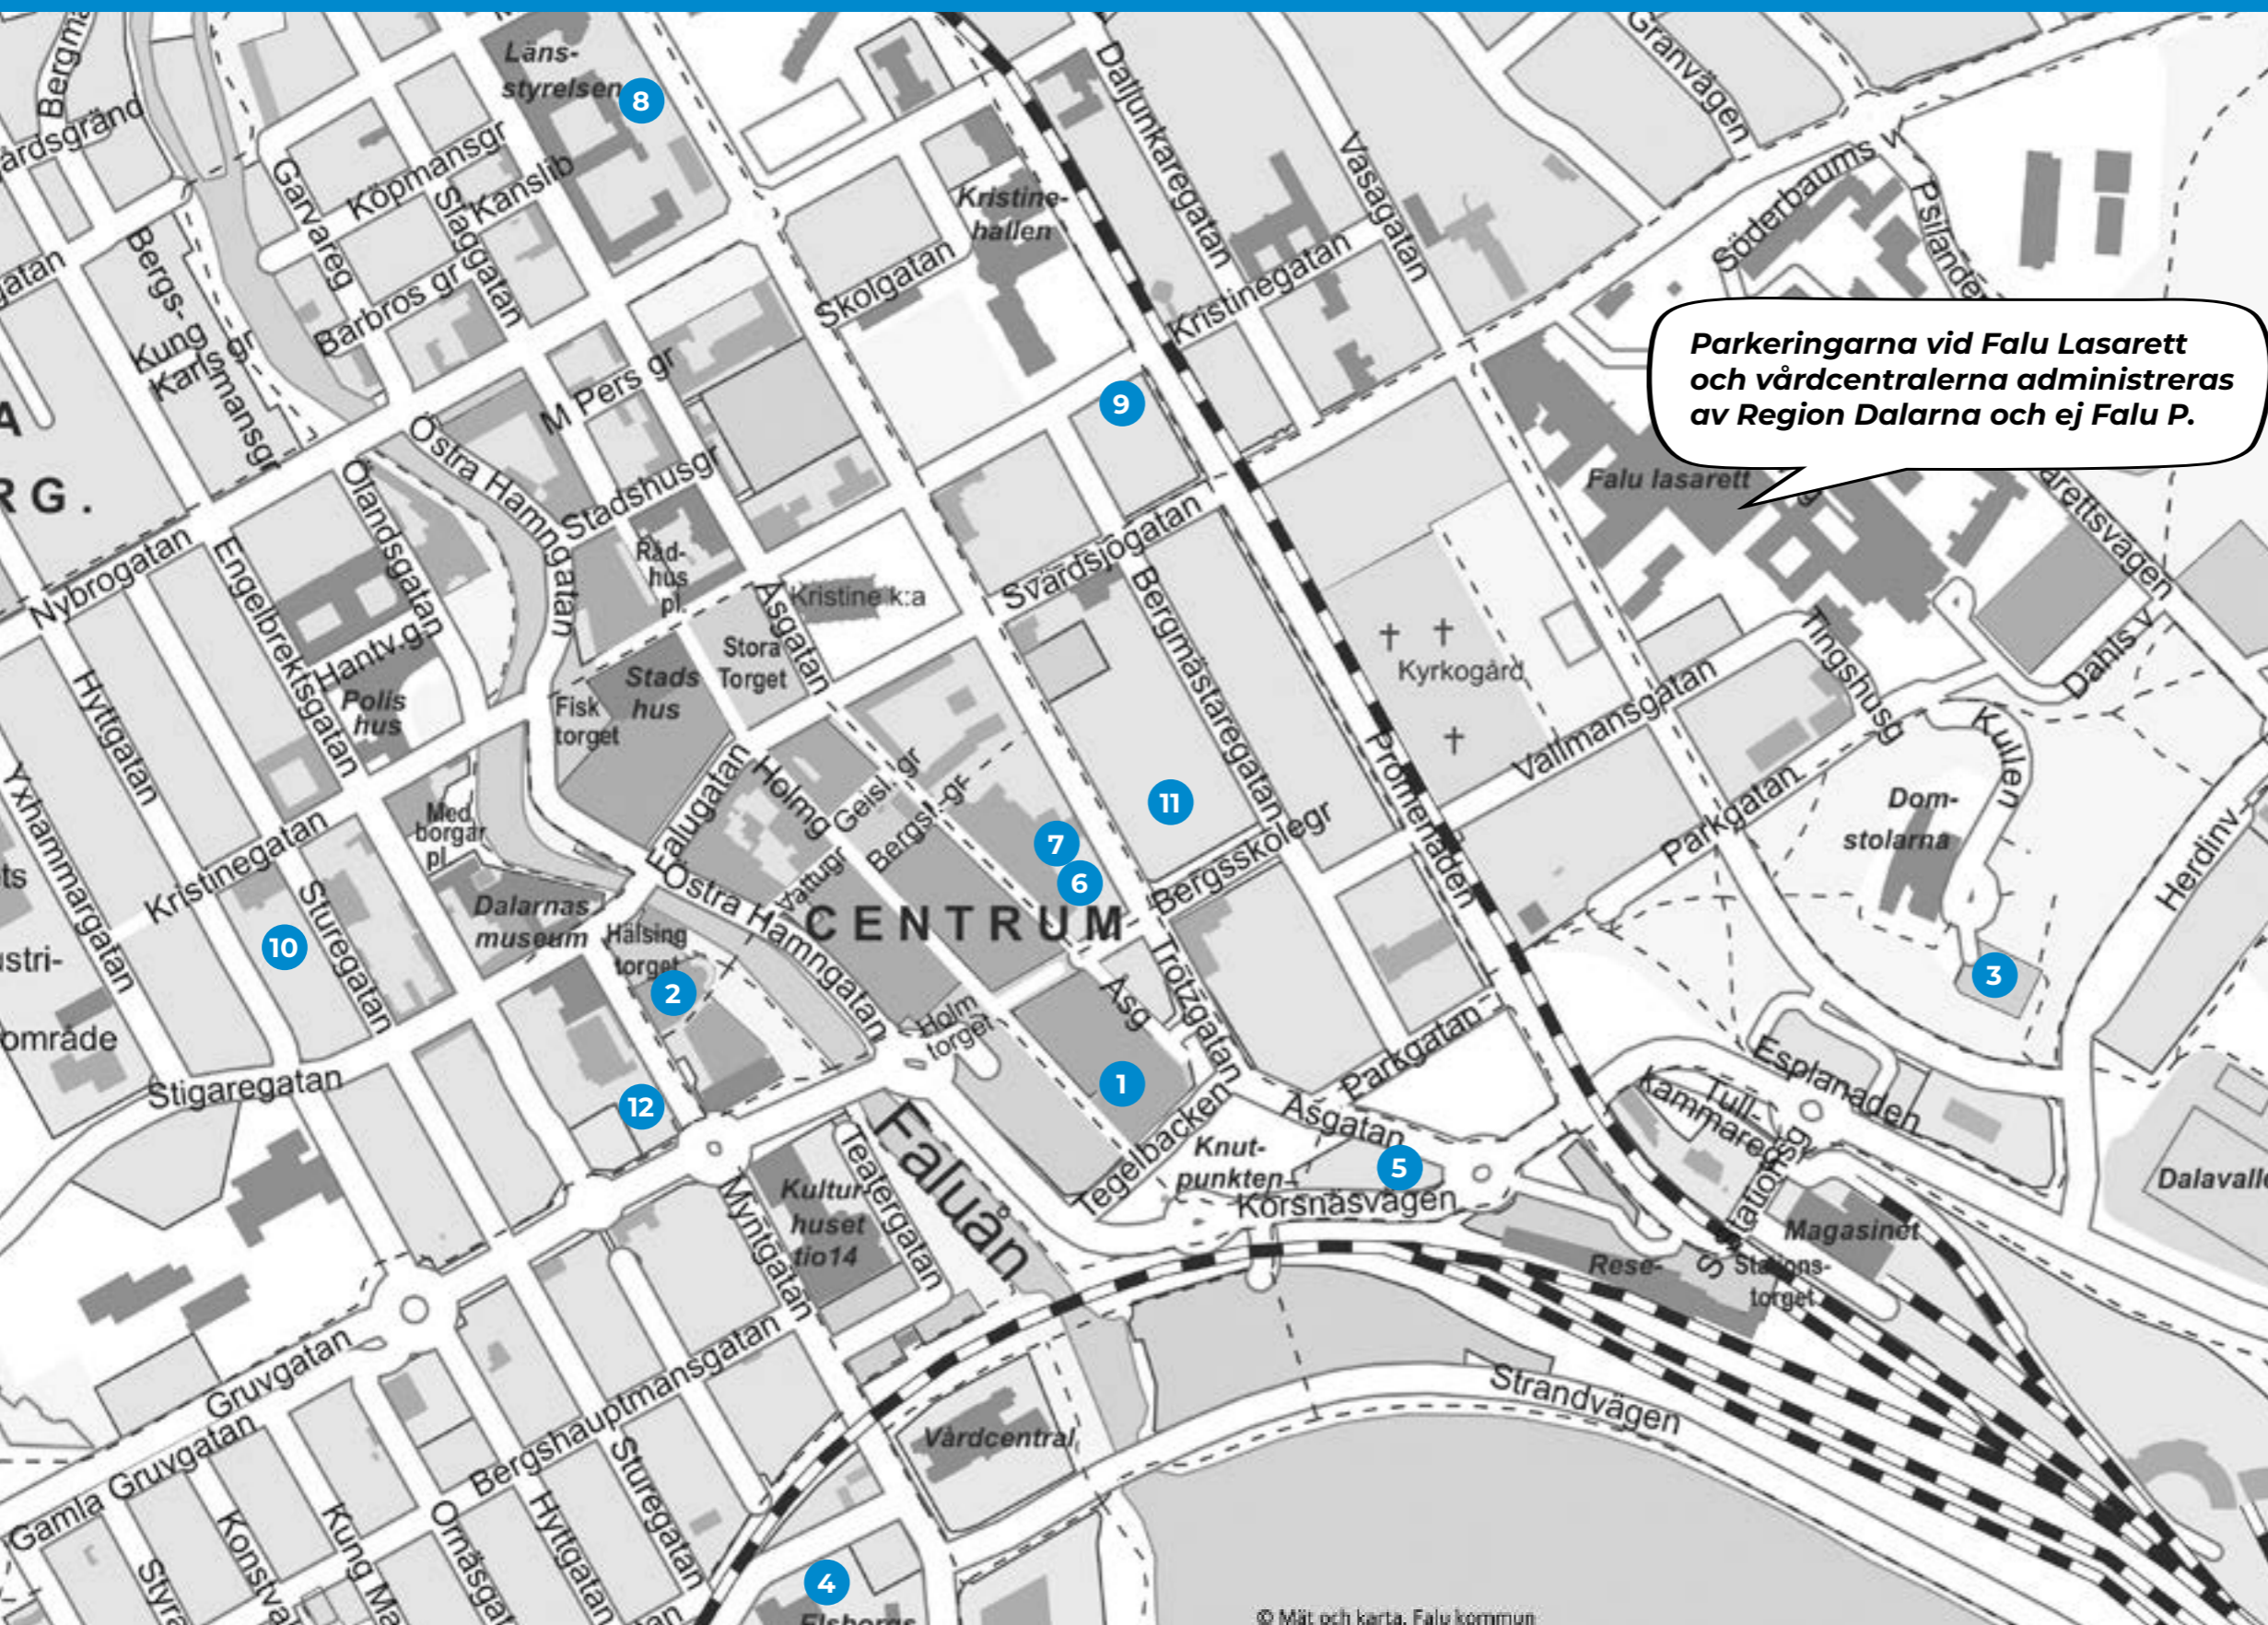 Läns-
styrelsen
8
Köpmansgr
Kanslib
Garvareg
Slaggatan
Barbros gr
Bergs-
Kung
Karls gr
mansgr
Kristine-
hallen
Skolgatan
Daljunkaregatan
Vasagatan
Kristinegatan
Granvägen
Söderbaums v
Parkeringarna vid Falu Lasarett
och vårdcentralerna administreras
av Region Dalarna och ej Falu P.
Falu lasarett
9
M Pers gr
Östra Hamngatan
Stadshusgr
Ölandsgatan
Råd-
hus
pl.
Kristine k:a
Åsgatan
Svärdsjögatan
Bergmästaregatan
Nybrogatan
Engelbrektsgatan
Hantv.g
Polis
hus
Stora
Torget
Stads
hus
Fisk
torget
Kyrkogård
Vallmansgatan
Tingshusg
Dahls v
Kullen
Hyttgatan
Yxhammargatan
Med
borgar
pl
Falugatan
Holmg
Geisl. gr
Bergsl.-gr
Vattugr
7
6
11
Bergsskolegr
Promenaden
Parkgatan
Dom-
stolarna
Herdinv.
Kristinegatan
Sturegatan
10
Dalarnas
museum
Hälsing
torget
2
Östra Hamngatan
CENTRUM
Holm
torget
Åsg
Trotzgatan
3
område
Stigaregatan
12
1
Parkgatan
Åsgatan
Knut-
punkten
5
Korsnäsvägen
Tegelbacken
Esplanaden
Tull-
kammareg
Magasinet
Rese-
Stations-
torget
Kultur-
huset
tio14
Teatergatan
Faluån
Myntgatan
Gruvgatan
Gamla Gruvgatan
Bergshauptmansgatan
Sturegatan
Hyttgatan
Vårdcentral
Strandvägen
4
© Mät och karta, Falu kommun